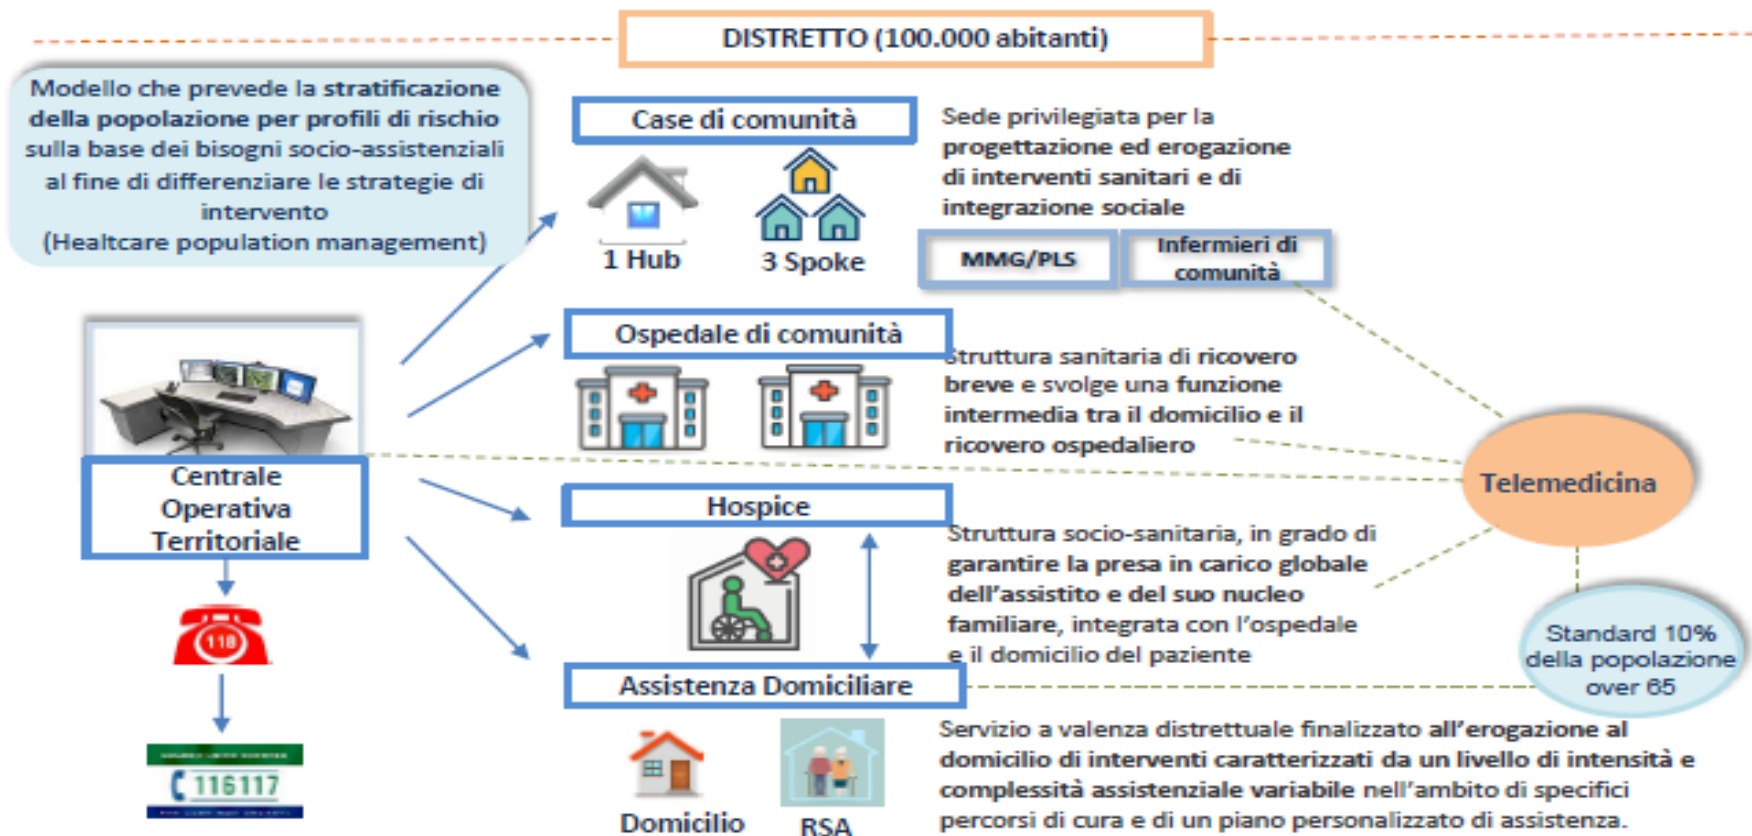 DISTRETTO (100.000 abitanti)
Modello che prevede la stratificazione
della popolazione per profili di rischio
sulla base dei bisogni socio-assistenziali
al fine di differenziare le strategie di
intervento
(Healtcare population management)
Case di comunità
1 Hub
3 Spoke
Sede privilegiata per la
progettazione ed erogazione
di interventi sanitari e di
integrazione sociale
MMG/PLS
Infermieri di
comunità
Ospedale di comunità
Struttura sanitaria di ricovero
breve e svolge una funzione
intermedia tra il domicilio e il
ricovero ospedaliero
Centrale
Operativa
Territoriale
118
116117
Hospice
Struttura socio-sanitaria, in grado di
garantire la presa in carico globale
dell'assistito e del suo nucleo
familiare, integrata con l'ospedale
e il domicilio del paziente
Telemedicina
Standard 10%
della popolazione
over 65
Assistenza Domiciliare
Domicilio
RSA
Servizio a valenza distrettuale finalizzato all'erogazione al
domicilio di interventi caratterizzati da un livello di intensità e
complessità assistenziale variabile nell'ambito di specifici
percorsi di cura e di un piano personalizzato di assistenza.